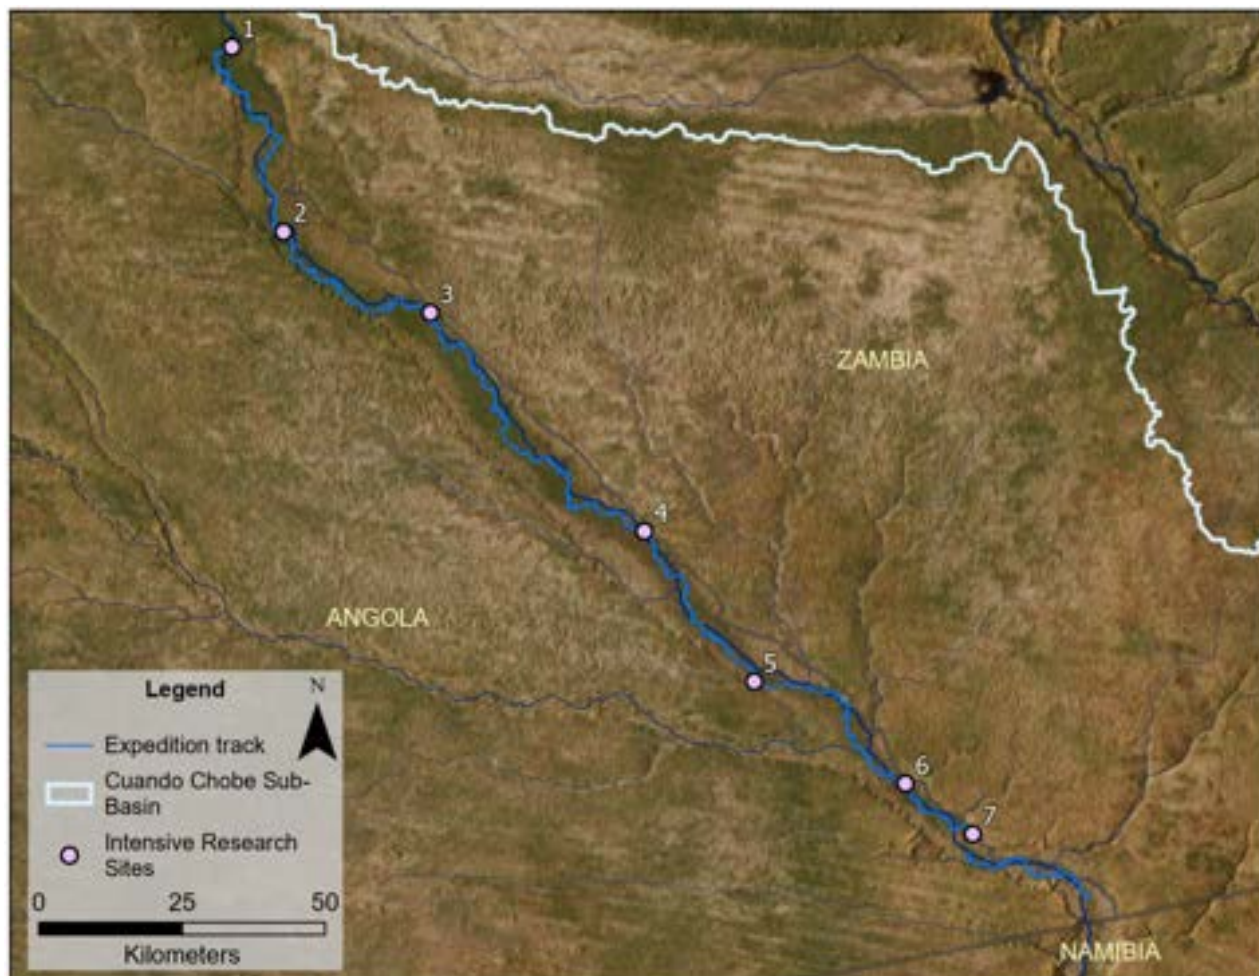 1
2
3
ZAMBIA
4
ANGOLA
5
6
7
NAMIBIA
Legend
N
Expedition track
Cuando Chobe Sub-
Basin
Intensive Research
Sites
0 25 50
Kilometers